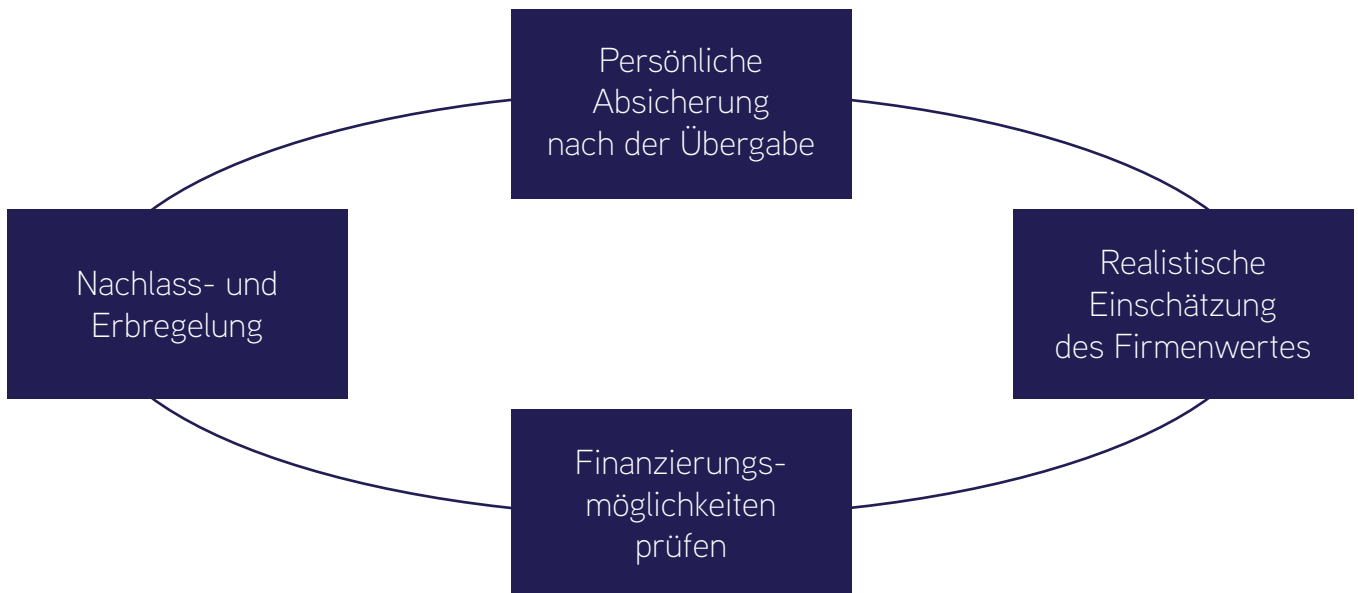 Persönliche
Absicherung
nach der Übergabe
Nachlass- und
Erbregelung
Realistische
Einschätzung
des Firmenwertes
Finanzierungs-
möglichkeiten
prüfen